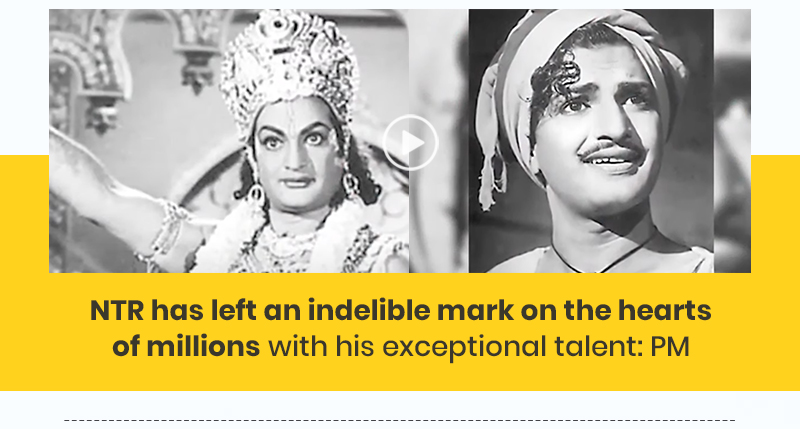 NTR has left an indelible mark on the hearts
of millions with his exceptional talent: PM